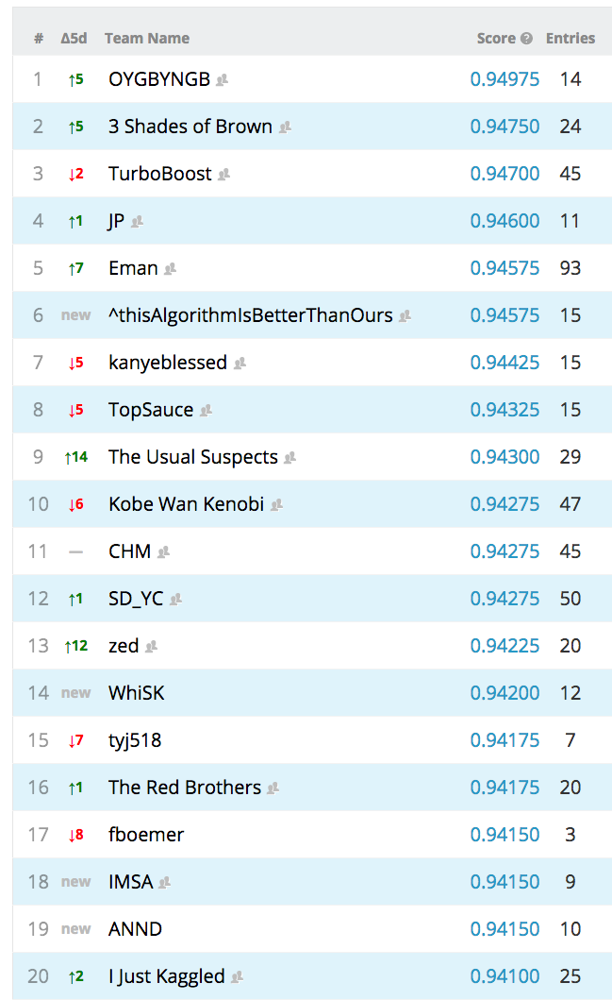 # Δ5d Team Name Score ? Entries
1 ↑5 OYGBYNGB 0.94975 14
2 ↑5 3 Shades of Brown 0.94750 24
3 ↓2 TurboBoost 0.94700 45
4 ↑1 JP 0.94600 11
5 ↑7 Eman 0.94575 93
6 new ^thisAlgorithmIsBetterThanOurs 0.94575 15
7 ↓5 kanyeblessed 0.94425 15
8 ↓5 TopSauce 0.94325 15
9 ↑14 The Usual Suspects 0.94300 29
10 ↓6 Kobe Wan Kenobi 0.94275 47
11 — CHM 0.94275 45
12 ↑1 SD_YC 0.94275 50
13 ↑12 zed 0.94225 20
14 new WhiSK 0.94200 12
15 ↓7 tyj518 0.94175 7
16 ↑1 The Red Brothers 0.94175 20
17 ↓8 fboemer 0.94150 3
18 new IMSA 0.94150 9
19 new ANND 0.94150 10
20 ↑2 I Just Kaggled 0.94100 25